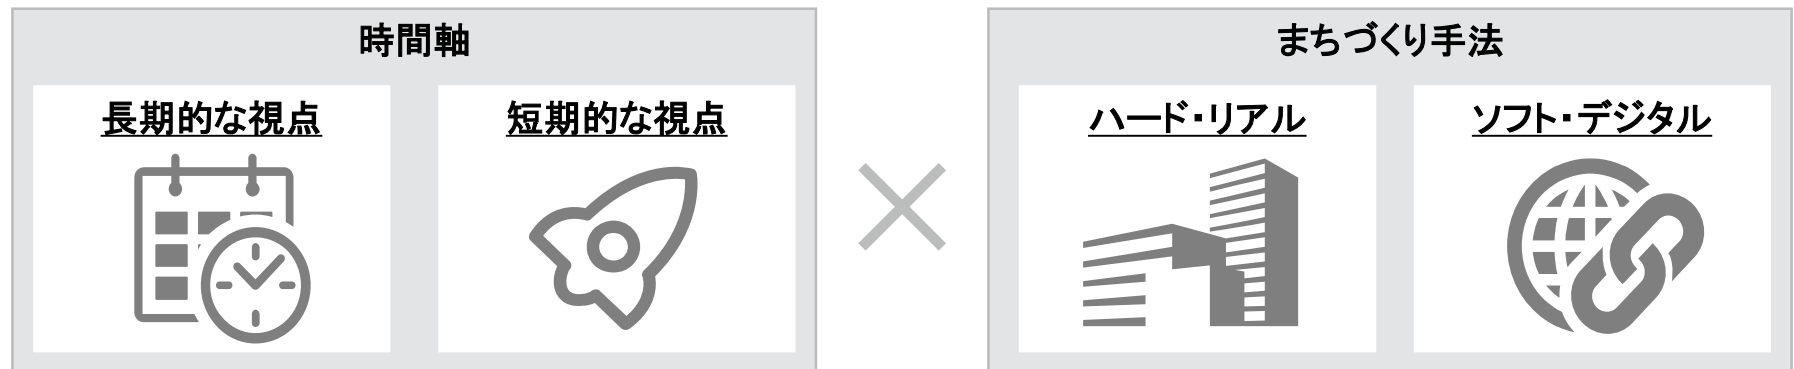 時間軸
長期的な視点
短期的な視点
まちづくり手法
ハード・リアル
ソフト・デジタル